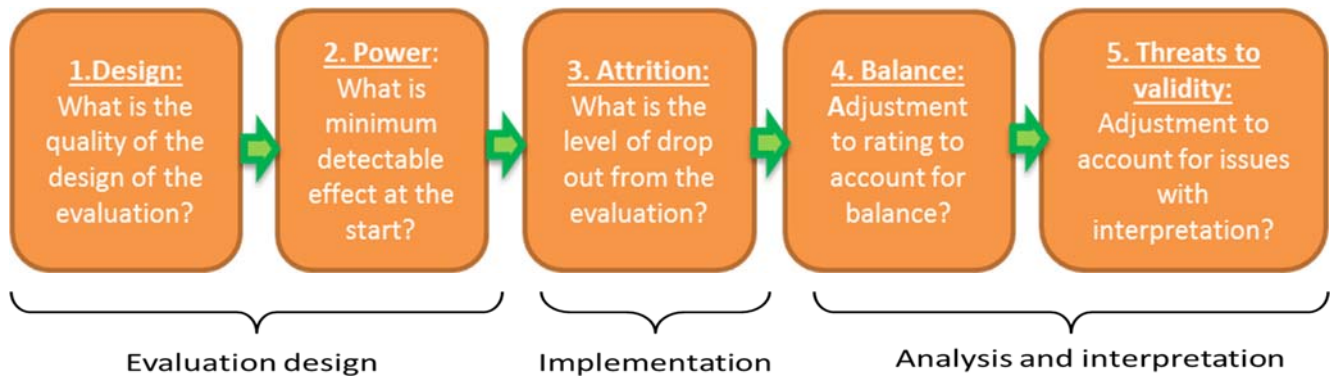 1.Design:
What is the
quality of the
design of the
evaluation?
2. Power:
What is
minimum
detectable
effect at the
start?
3. Attrition:
What is the
level of drop
out from the
evaluation?
4. Balance:
Adjustment
to rating to
account for
balance?
5. Threats to
validity:
Adjustment to
account for issues
with
interpretation?
Evaluation design
Implementation
Analysis and interpretation